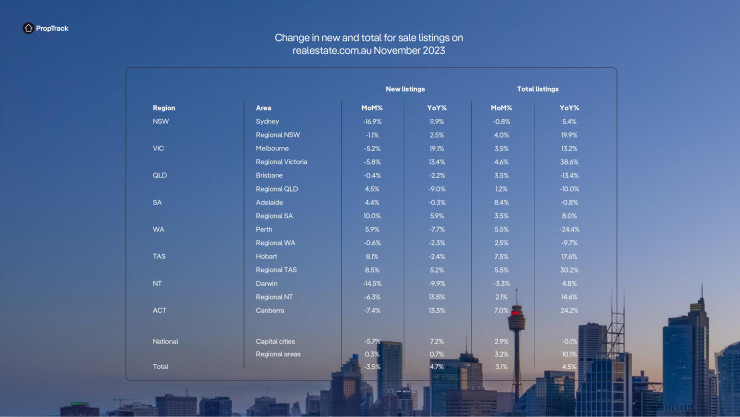 PropTrack
Change in new and total for sale listings on
realestate.com.au November 2023
New listings Total listings
Region Area MoM% YoY% MoM% YoY%
NSW Sydney -16.9% 11.9% -0.8% 5.4%
Regional NSW -1.1% 2.5% 4.0% 19.9%
VIC Melbourne -5.2% 19.1% 3.5% 13.2%
Regional Victoria -5.8% 13.4% 4.6% 38.6%
QLD Brisbane -0.4% -2.2% 3.5% -13.4%
Regional QLD 4.5% -9.0% 1.2% -10.0%
SA Adelaide 4.4% -0.3% 8.4% -0.8%
Regional SA 10.0% 5.9% 3.5% 8.0%
WA Perth 5.9% -7.7% 5.5% -24.4%
Regional WA -0.6% -2.3% 2.5% -9.7%
TAS Hobart 8.1% -2.4% 7.5% 17.6%
Regional TAS 8.5% 5.2% 5.5% 30.2%
NT Darwin -14.5% -9.9% -3.3% 4.8%
Regional NT -6.3% 13.8% 2.1% 14.6%
ACT Canberra -7.4% 13.3% 7.0% 24.2%
National Capital cities -5.7% 7.2% 2.9% -0.1%
Regional areas 0.3% 0.7% 3.2% 10.1%
Total -3.5% 4.7% 3.1% 4.5%